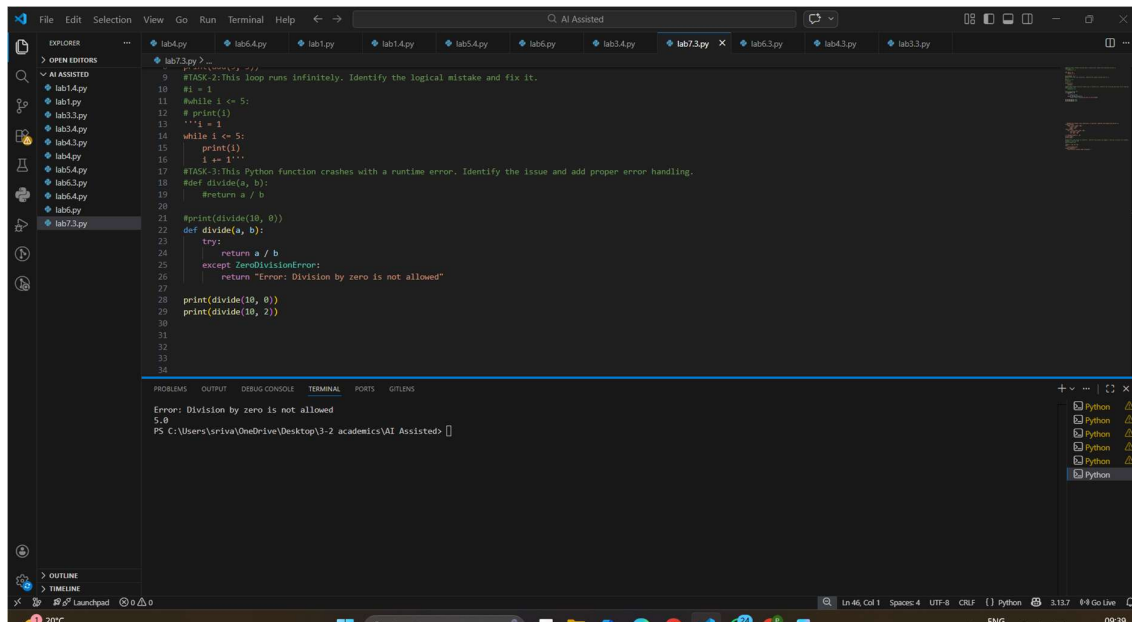 File Edit Selection View Go Run Terminal Help
AI Assisted
EXPLORER
OPEN EDITORS
AI ASSISTED
lab1.4.py
lab1.py
lab3.3.py
lab3.4.py
lab4.3.py
lab4.py
lab5.4.py
lab6.3.py
lab6.4.py
lab6.py
lab7.3.py
OUTLINE
TIMELINE
lab4.py lab6.4.py lab1.py lab1.4.py lab5.4.py lab6.py lab3.4.py lab7.3.py lab6.3.py lab4.3.py lab3.3.py
lab7.3.py > ...
9 #TASK-2:This loop runs infinitely. Identify the logical mistake and fix it.
10 #i = 1
11 #while i <= 5:
12 # print(i)
13 '''i = 1
14 while i <= 5:
15 print(i)
16 i += 1'''
17 #TASK-3:This Python function crashes with a runtime error. Identify the issue and add proper error handling.
18 #def divide(a, b):
19 #return a / b
20
21 #print(divide(10, 0))
22 def divide(a, b):
23 try:
24 return a / b
25 except ZeroDivisionError:
26 return "Error: Division by zero is not allowed"
27
28 print(divide(10, 0))
29 print(divide(10, 2))
30
31
32
33
34
PROBLEMS OUTPUT DEBUG CONSOLE TERMINAL PORTS GITLENS
Error: Division by zero is not allowed
5.0
PS C:\Users\sriva\OneDrive\Desktop\3-2 academics\AI Assisted>
Python
Python
Python
Python
Python
Python
Launchpad 0 0 Ln 46, Col 1 Spaces: 4 UTF-8 CRLF {} Python 3.13.7 Go Live
1 20°C 24 ENG 09:39